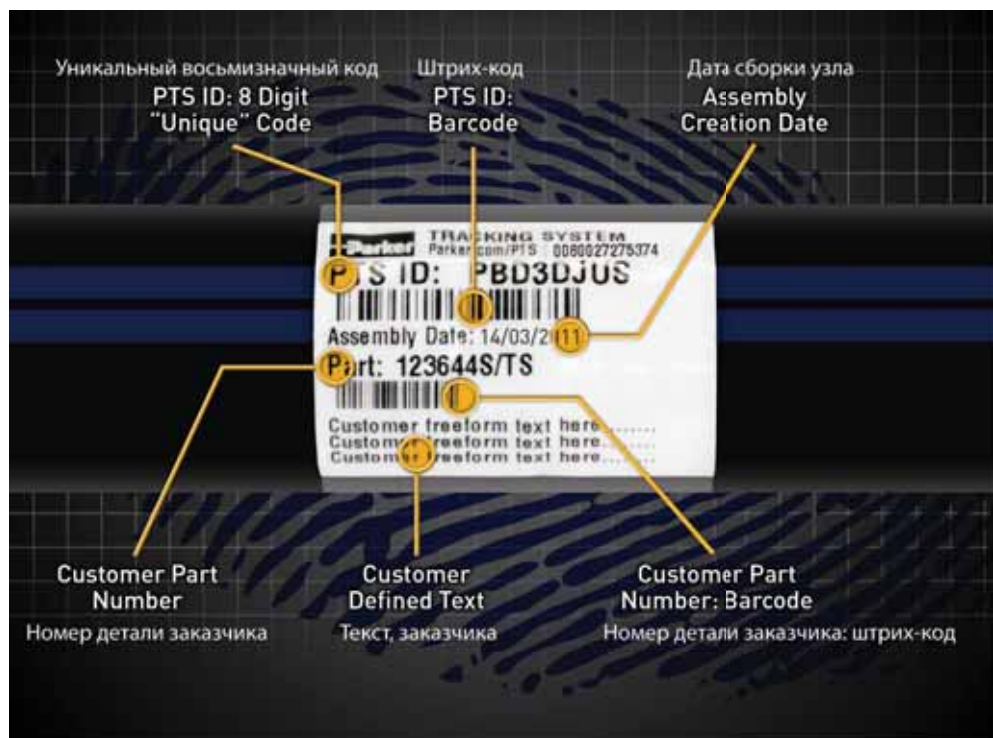 Уникальный восьмизначный код
PTS ID: 8 Digit
"Unique" Code
Штрих-код
PTS ID:
Barcode
Дата сборки узла
Assembly
Creation Date
Parker
TRACKING SYSTEM
Parker.com/PTS 0080027275374
PTS ID: PBD3DJUS
Assembly Date: 14/03/2011
Part: 123644S/TS
Customer freeform text here.......
Customer freeform text here.......
Customer freeform text here.......
Customer Part
Number
Номер детали заказчика
Customer
Defined Text
Текст, заказчика
Customer Part
Number: Barcode
Номер детали заказчика: штрих-код